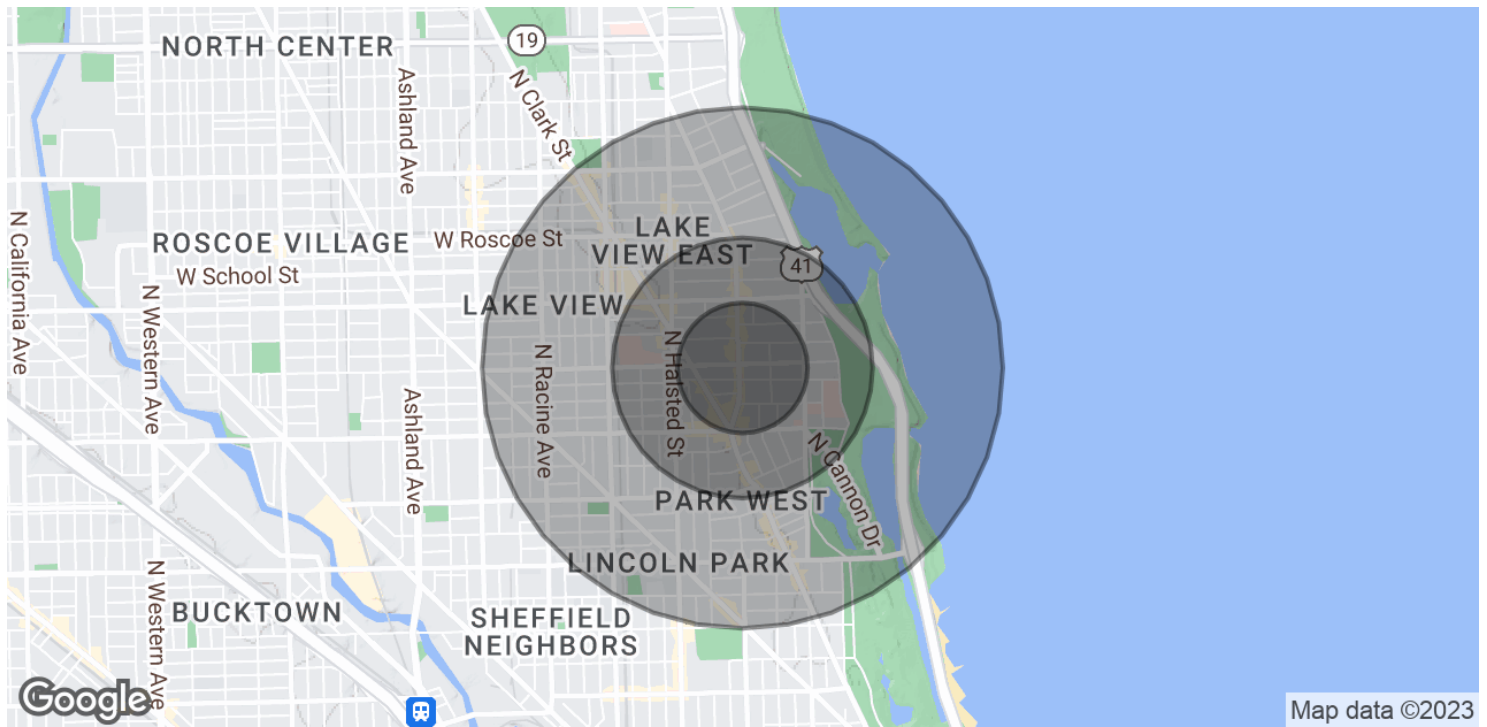 NORTH CENTER
19
N Clark St
Ashland Ave
N California Ave
ROSCOE VILLAGE
W Roscoe St
LAKE
VIEW EAST
41
W School St
LAKE VIEW
N Western Ave
N Racine Ave
N Halsted St
Ashland Ave
N Cannon Dr
PARK WEST
LINCOLN PARK
N Western Ave
BUCKTOWN
SHEFFIELD
NEIGHBORS
Google
Map data ©2023